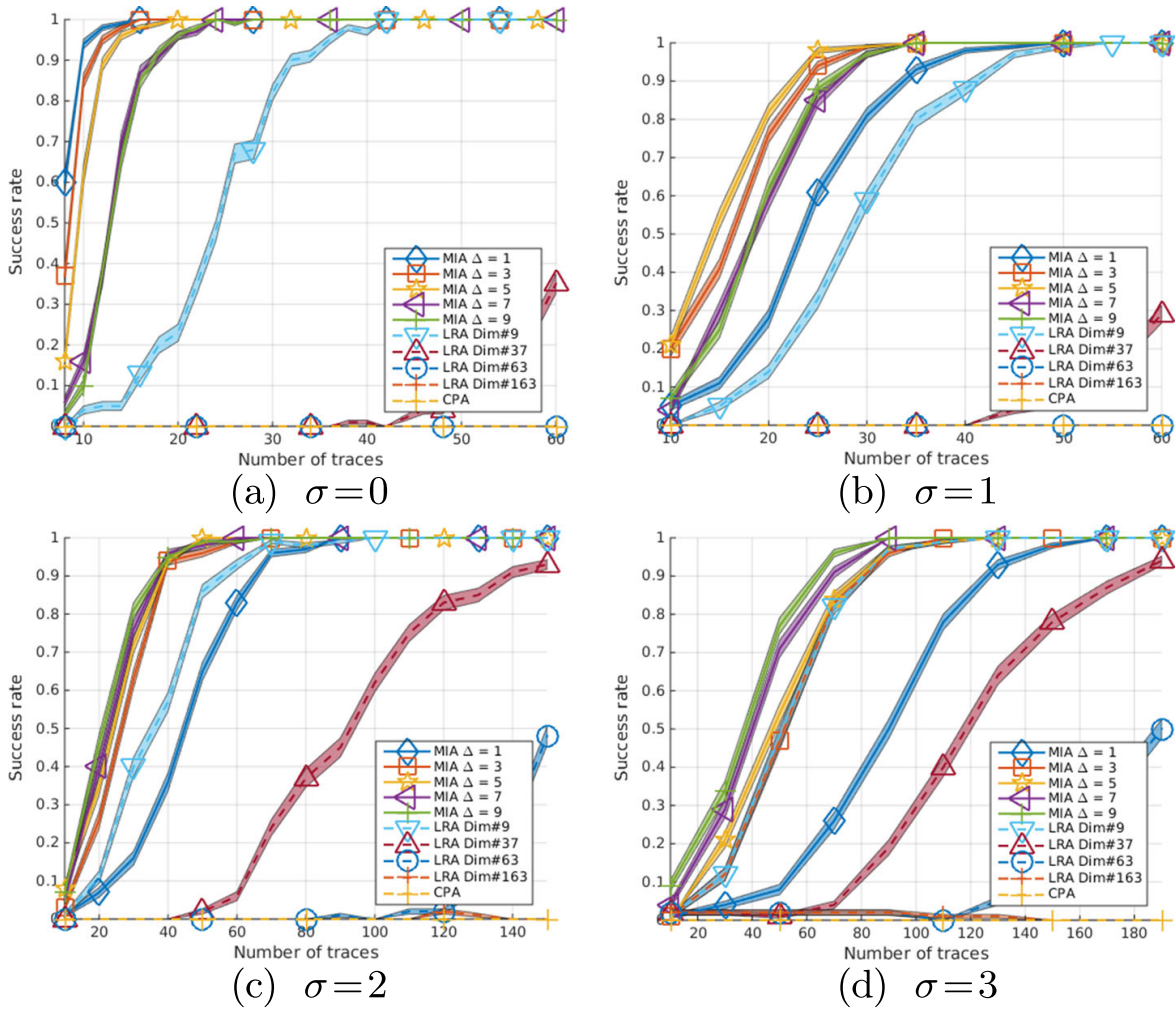 Success rate
1
0.9
0.8
0.7
0.6
0.5
0.4
0.3
0.2
0.1
0
MIA Δ = 1
MIA Δ = 3
MIA Δ = 5
MIA Δ = 7
MIA Δ = 9
LRA Dim#9
LRA Dim#37
LRA Dim#63
LRA Dim#163
CPA
10 20 30 40 50 60
Number of traces
(a) σ=0
Success rate
1
0.9
0.8
0.7
0.6
0.5
0.4
0.3
0.2
0.1
0
MIA Δ = 1
MIA Δ = 3
MIA Δ = 5
MIA Δ = 7
MIA Δ = 9
LRA Dim#9
LRA Dim#37
LRA Dim#63
LRA Dim#163
CPA
10 20 30 40 50 60
Number of traces
(b) σ=1
Success rate
1
0.9
0.8
0.7
0.6
0.5
0.4
0.3
0.2
0.1
0
MIA Δ = 1
MIA Δ = 3
MIA Δ = 5
MIA Δ = 7
MIA Δ = 9
LRA Dim#9
LRA Dim#37
LRA Dim#63
LRA Dim#163
CPA
20 40 60 80 100 120 140
Number of traces
(c) σ=2
Success rate
1
0.9
0.8
0.7
0.6
0.5
0.4
0.3
0.2
0.1
0
MIA Δ = 1
MIA Δ = 3
MIA Δ = 5
MIA Δ = 7
MIA Δ = 9
LRA Dim#9
LRA Dim#37
LRA Dim#63
LRA Dim#163
CPA
20 40 60 80 100 120 140 160 180
Number of traces
(d) σ=3